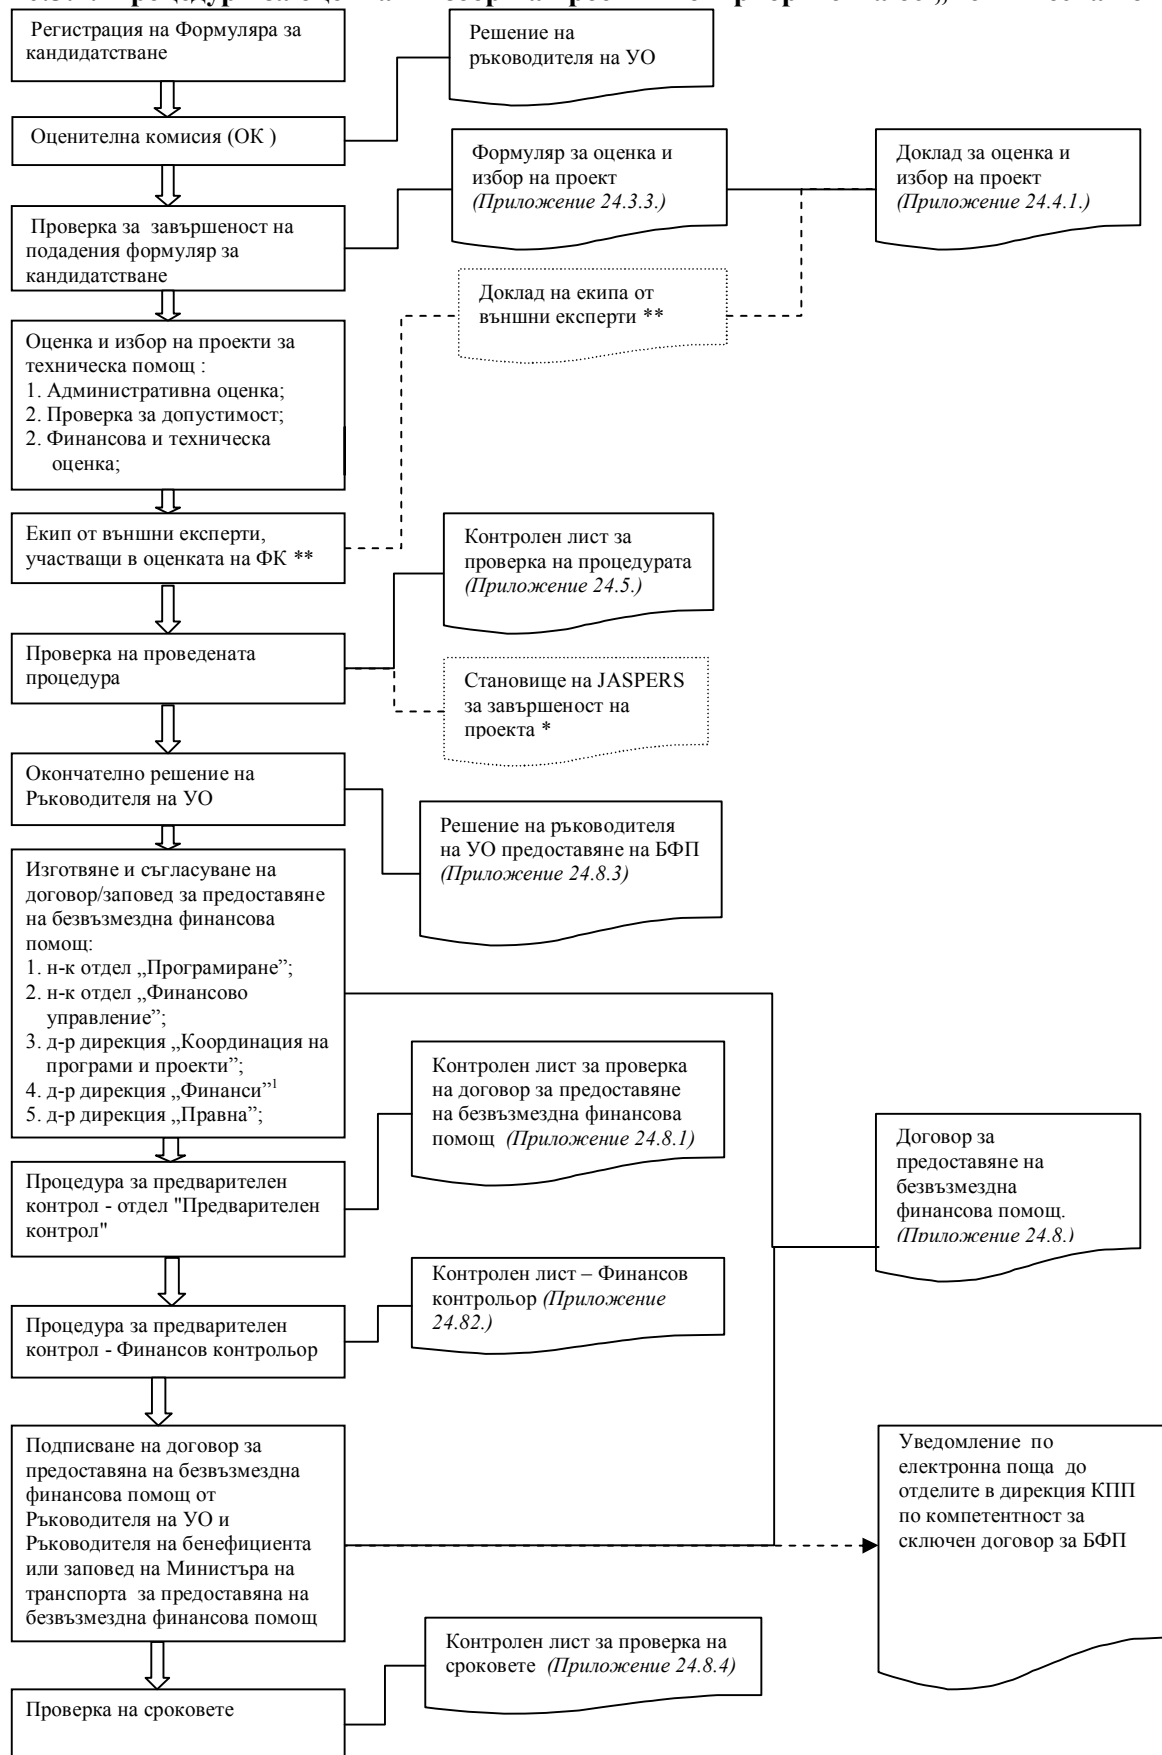 Регистрация на Формуляра за
кандидатстване
Решение на
ръководителя на УО
Оценителна комисия (ОК )
Формуляр за оценка и
избор на проект
(Приложение 24.3.3.)
Доклад за оценка и
избор на проект
(Приложение 24.4.1.)
Проверка за завършеност на
подадения формуляр за
кандидатстване
Доклад на екипа от
външни експерти **
Оценка и избор на проекти за
техническа помощ :
1. Административна оценка;
2. Проверка за допустимост;
2. Финансова и техническа
оценка;
Екип от външни експерти,
участващи в оценката на ФК **
Контролен лист за
проверка на процедурата
(Приложение 24.5.)
Проверка на проведената
процедура
Становище на JASPERS
за завършеност на
проекта *
Окончателно решение на
Ръководителя на УО
Решение на ръководителя
на УО предоставяне на БФП
(Приложение 24.8.3)
Изготвяне и съгласуване на
договор/заповед за предоставяне
на безвъзмездна финансова
помощ:
1. н-к отдел „Програмиране”;
2. н-к отдел „Финансово
управление”;
3. д-р дирекция „Координация на
програми и проекти”;
4. д-р дирекция „Финанси”1
5. д-р дирекция „Правна”;
Контролен лист за проверка
на договор за предоставяне
на безвъзмездна финансова
помощ (Приложение 24.8.1)
Договор за
предоставяне на
безвъзмездна
финансова помощ.
(Приложение 24.8.)
Процедура за предварителен
контрол - отдел "Предварителен
контрол"
Контролен лист – Финансов
контрольор (Приложение
24.82.)
Процедура за предварителен
контрол - Финансов контрольор
Подписване на договор за
предоставяна на безвъзмездна
финансова помощ от
Ръководителя на УО и
Ръководителя на бенефициента
или заповед на Министъра на
транспорта за предоставяна на
безвъзмездна финансова помощ
Уведомление по
електронна поща до
отделите в дирекция КПП
по компетентност за
сключен договор за БФП
Контролен лист за проверка на
сроковете (Приложение 24.8.4)
Проверка на сроковете